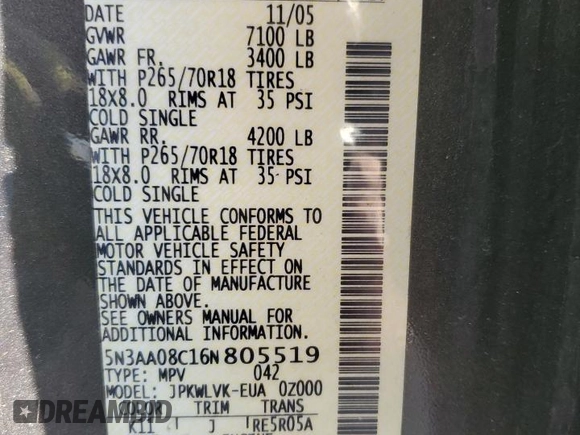 DATE 11/05
GVWR 7100 LB
GAWR FR. 3400 LB
WITH P265/70R18 TIRES
18X8.0 RIMS AT 35 PSI
COLD SINGLE
GAWR RR. 4200 LB
WITH P265/70R18 TIRES
18X8.0 RIMS AT 35 PSI
COLD SINGLE
THIS VEHICLE CONFORMS TO
ALL APPLICABLE FEDERAL
MOTOR VEHICLE SAFETY
STANDARDS IN EFFECT ON
THE DATE OF MANUFACTURE
SHOWN ABOVE.
SEE OWNERS MANUAL FOR
ADDITIONAL INFORMATION.
5N3AA08C16N805519
TYPE: MPV 042
MODEL: JPKWLVK-EUA 0Z000
COLOR TRIM TRANS
K11 J RE5R05A
DREAMBID